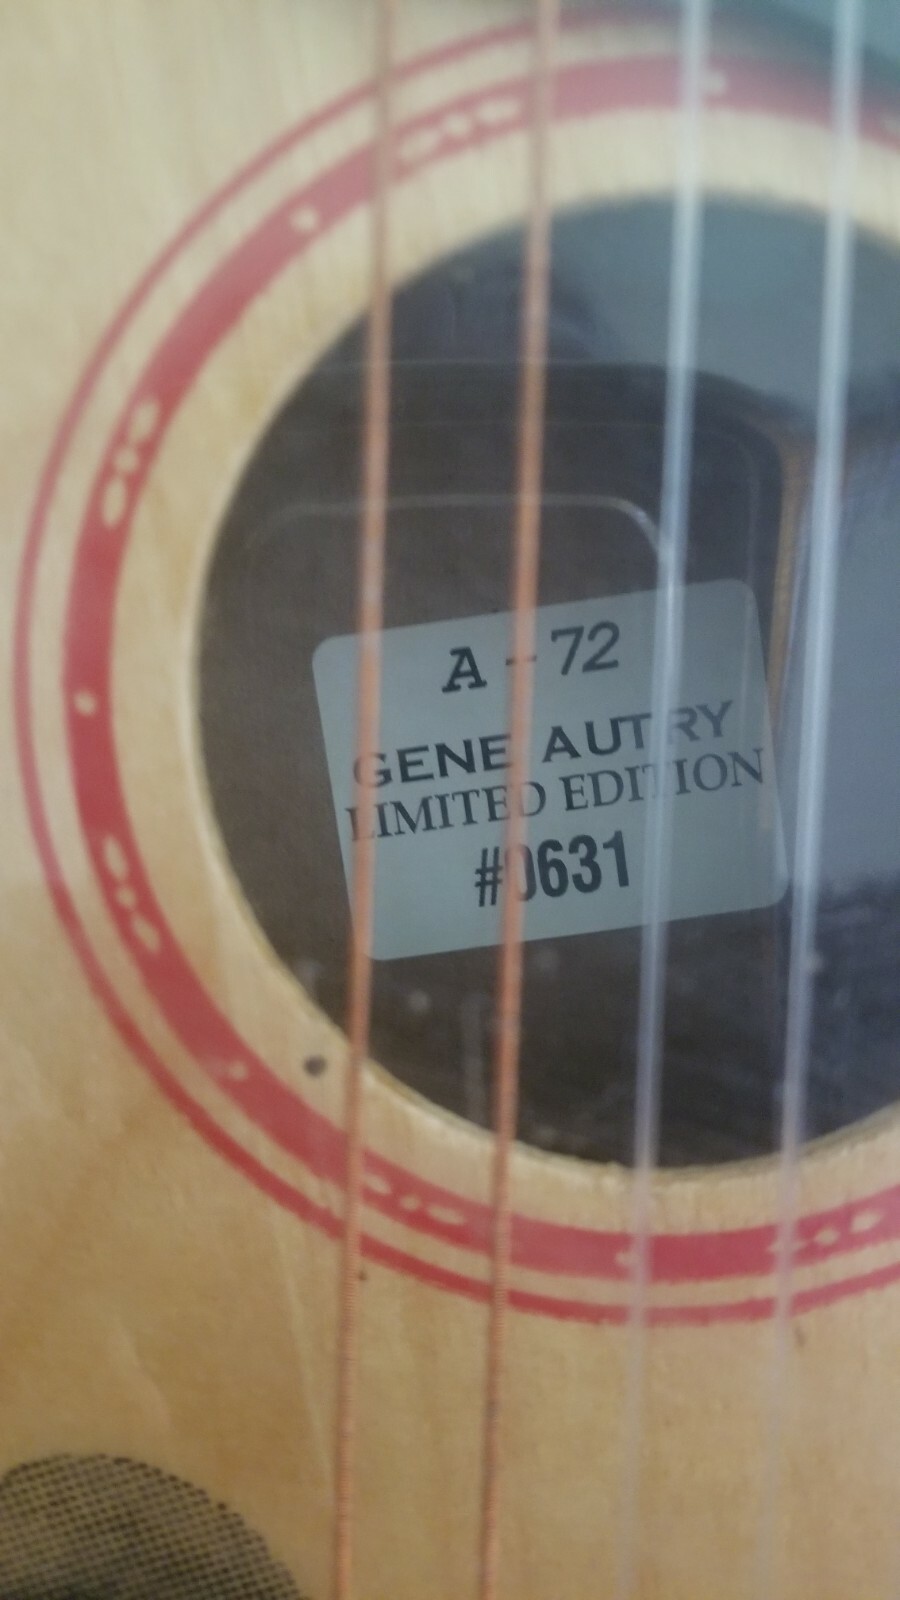 A-72
GENE AUTRY
LIMITED EDITION
#0631